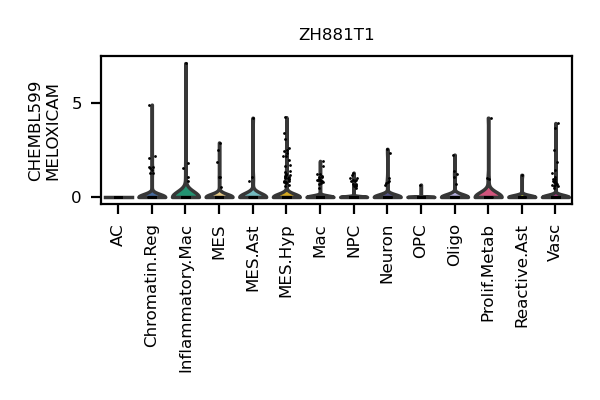 ZH881T1
CHEMBL599
MELOXICAM
5
0
AC
Chromatin.Reg
Inflammatory.Mac
MES
MES.Ast
MES.Hyp
Mac
NPC
Neuron
OPC
Oligo
Prolif.Metab
Reactive.Ast
Vasc